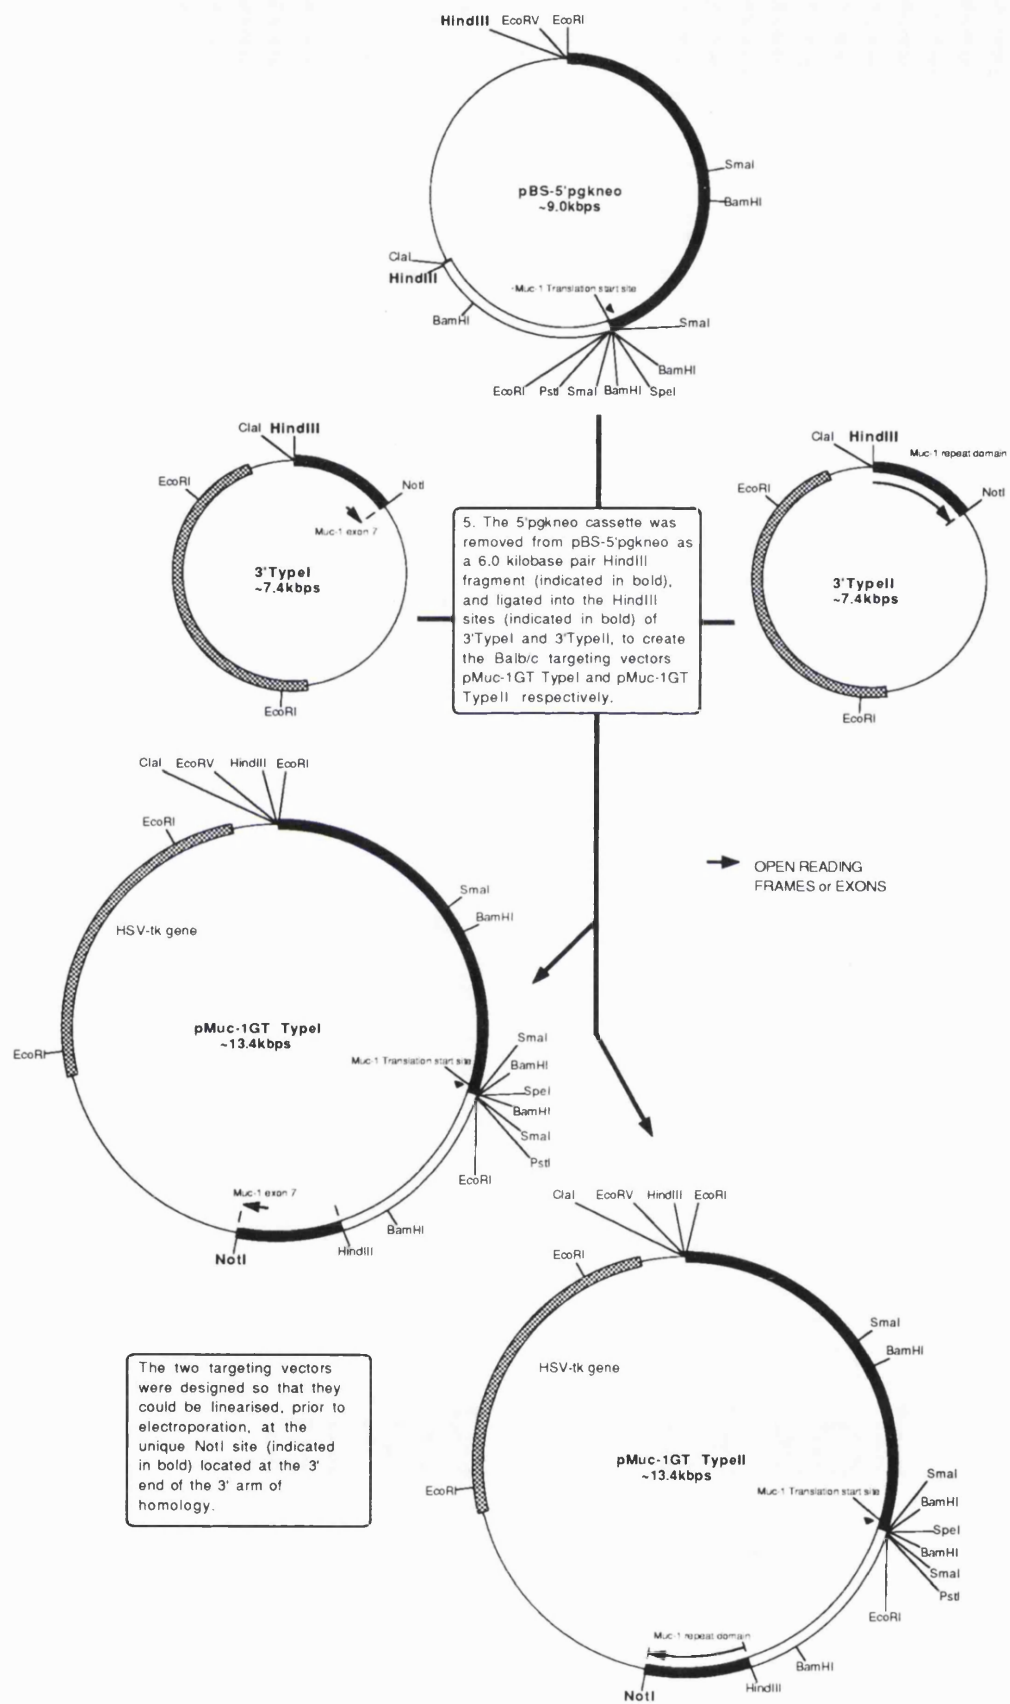 HindIII EcoRV EcoRI
SmaI
pBS-5'pgkneo
~9.0kbps
BamHI
ClaI
HindIII
Muc-1 Translation start site
BamHI
SmaI
BamHI
EcoRI PstI SmaI BamHI SpeI
ClaI HindIII
EcoRI
NotI
Muc-1 exon 7
3'TypeI
~7.4kbps
EcoRI
ClaI HindIII
Muc-1 repeat domain
EcoRI
NotI
3'TypeII
~7.4kbps
EcoRI
5. The 5'pgkneo cassette was
removed from pBS-5'pgkneo as
a 6.0 kilobase pair HindIII
fragment (indicated in bold),
and ligated into the HindIII
sites (indicated in bold) of
3'TypeI and 3'TypeII, to create
the Balb/c targeting vectors
pMuc-1GT TypeI and pMuc-1GT
TypeII respectively.
ClaI EcoRV HindIII EcoRI
EcoRI
SmaI
BamHI
HSV-tk gene
pMuc-1GT TypeI
~13.4kbps
EcoRI
Muc-1 Translation start site
SmaI
BamHI
SpeI
BamHI
SmaI
PstI
EcoRI
Muc-1 exon 7
BamHI
NotI
HindIII
OPEN READING
FRAMES or EXONS
ClaI EcoRV HindIII EcoRI
EcoRI
SmaI
BamHI
HSV-tk gene
pMuc-1GT TypeII
~13.4kbps
EcoRI
Muc-1 Translation start site
SmaI
BamHI
SpeI
BamHI
SmaI
PstI
EcoRI
Muc-1 repeat domain
BamHI
HindIII
NotI
The two targeting vectors
were designed so that they
could be linearised, prior to
electroporation, at the
unique NotI site (indicated
in bold) located at the 3'
end of the 3' arm of
homology.